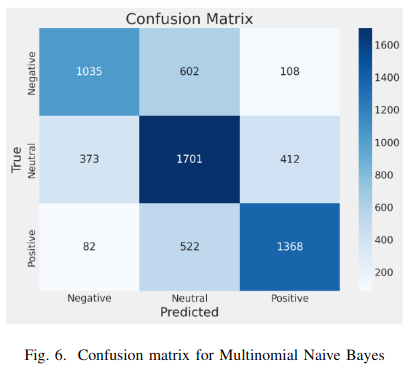 Confusion Matrix
Negative 1035 602 108
Neutral 373 1701 412
Positive 82 522 1368
True
Negative Neutral Positive
Predicted
1600
1400
1200
1000
800
600
400
200
Fig. 6. Confusion matrix for Multinomial Naive Bayes